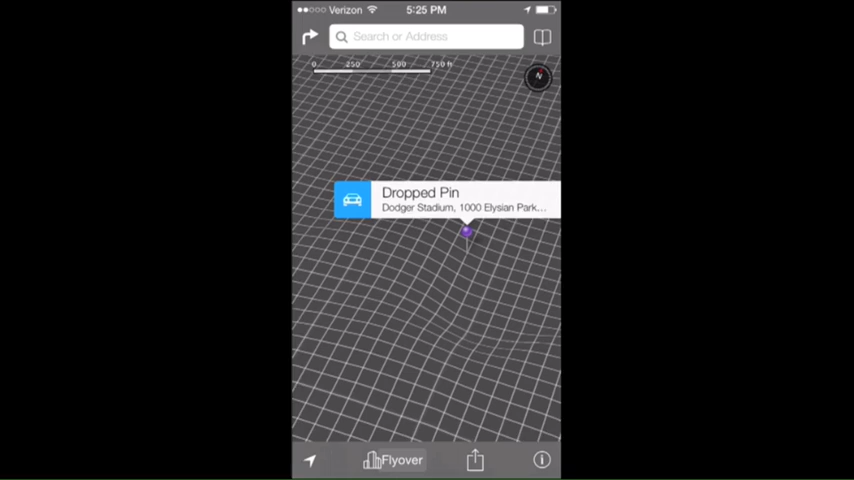 Verizon 5:25 PM
Search or Address
0 250 500 750 ft
N
Dropped Pin
Dodger Stadium, 1000 Elysian Park...
Flyover